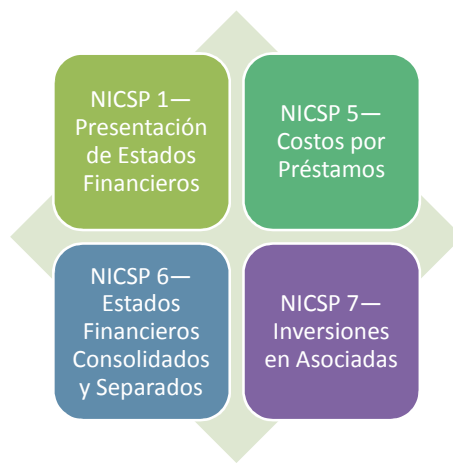 NICSP 1—
Presentación
de Estados
Financieros
NICSP 5—
Costos por
Préstamos
NICSP 6—
Estados
Financieros
Consolidados
y Separados
NICSP 7—
Inversiones
en Asociadas